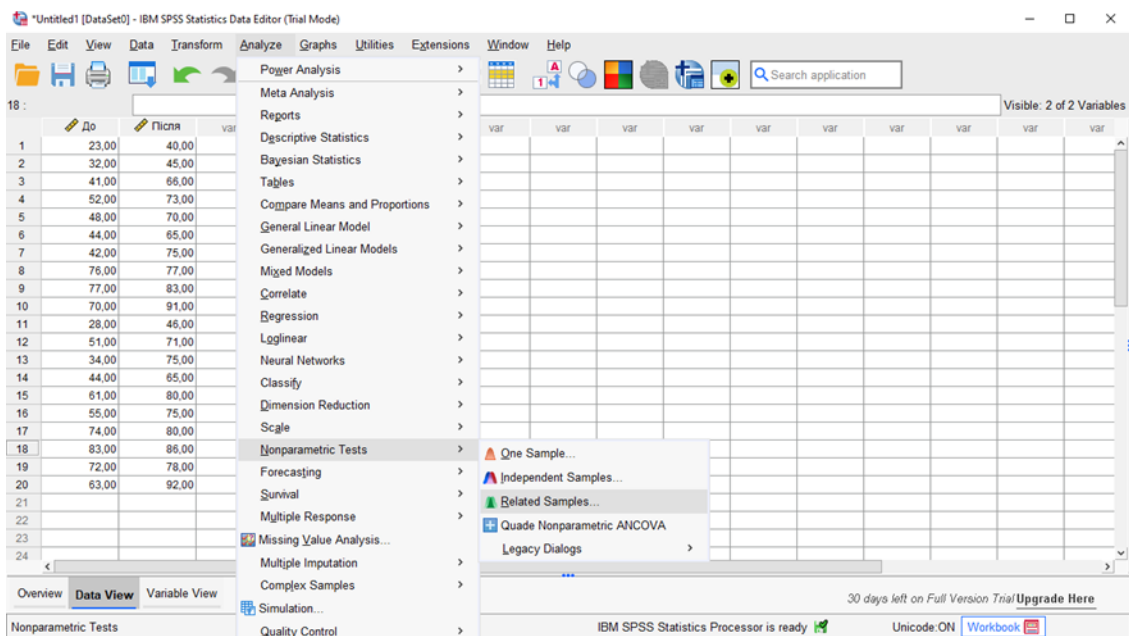 *Untitled1 [DataSet0] - IBM SPSS Statistics Data Editor (Trial Mode)
File Edit View Data Transform Analyze Graphs Utilities Extensions Window Help
Search application
18 :
Visible: 2 of 2 Variables
До Після var var var var var var var var var var var
1 23,00 40,00
2 32,00 45,00
3 41,00 66,00
4 52,00 73,00
5 48,00 70,00
6 44,00 65,00
7 42,00 75,00
8 76,00 77,00
9 77,00 83,00
10 70,00 91,00
11 28,00 46,00
12 51,00 71,00
13 34,00 75,00
14 44,00 65,00
15 61,00 80,00
16 55,00 75,00
17 74,00 80,00
18 83,00 86,00
19 72,00 78,00
20 63,00 92,00
21
22
23
24
Power Analysis
Meta Analysis
Reports
Descriptive Statistics
Bayesian Statistics
Tables
Compare Means and Proportions
General Linear Model
Generalized Linear Models
Mixed Models
Correlate
Regression
Loglinear
Neural Networks
Classify
Dimension Reduction
Scale
Nonparametric Tests
Forecasting
Survival
Multiple Response
Missing Value Analysis...
Multiple Imputation
Complex Samples
Simulation...
Quality Control
One Sample...
Independent Samples...
Related Samples...
Quade Nonparametric ANCOVA
Legacy Dialogs
Overview Data View Variable View
30 days left on Full Version Trial Upgrade Here
Nonparametric Tests
IBM SPSS Statistics Processor is ready
Unicode:ON
Workbook